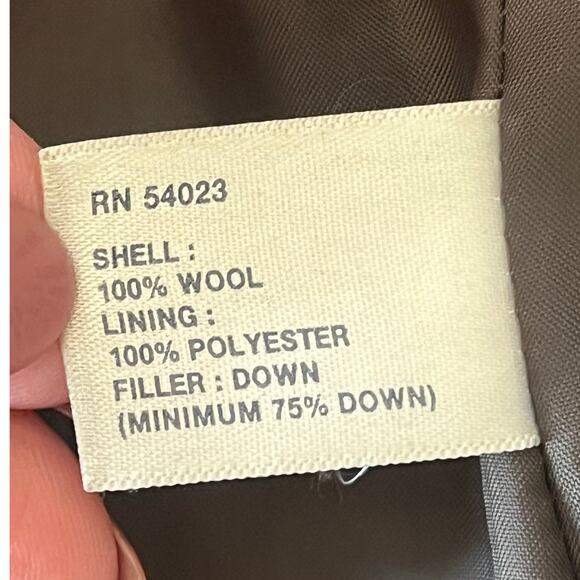 RN 54023
SHELL :
100% WOOL
LINING :
100% POLYESTER
FILLER : DOWN
(MINIMUM 75% DOWN)